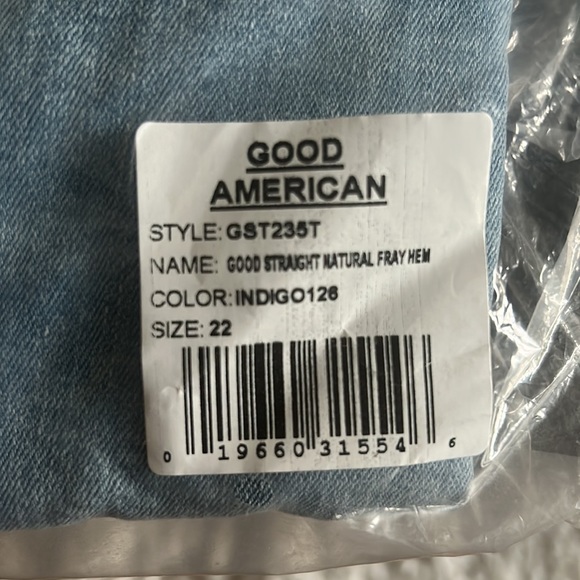 GOOD
AMERICAN
STYLE: GST235T
NAME: GOOD STRAIGHT NATURAL FRAY HEM
COLOR: INDIGO126
SIZE: 22
0 19660 31554 6